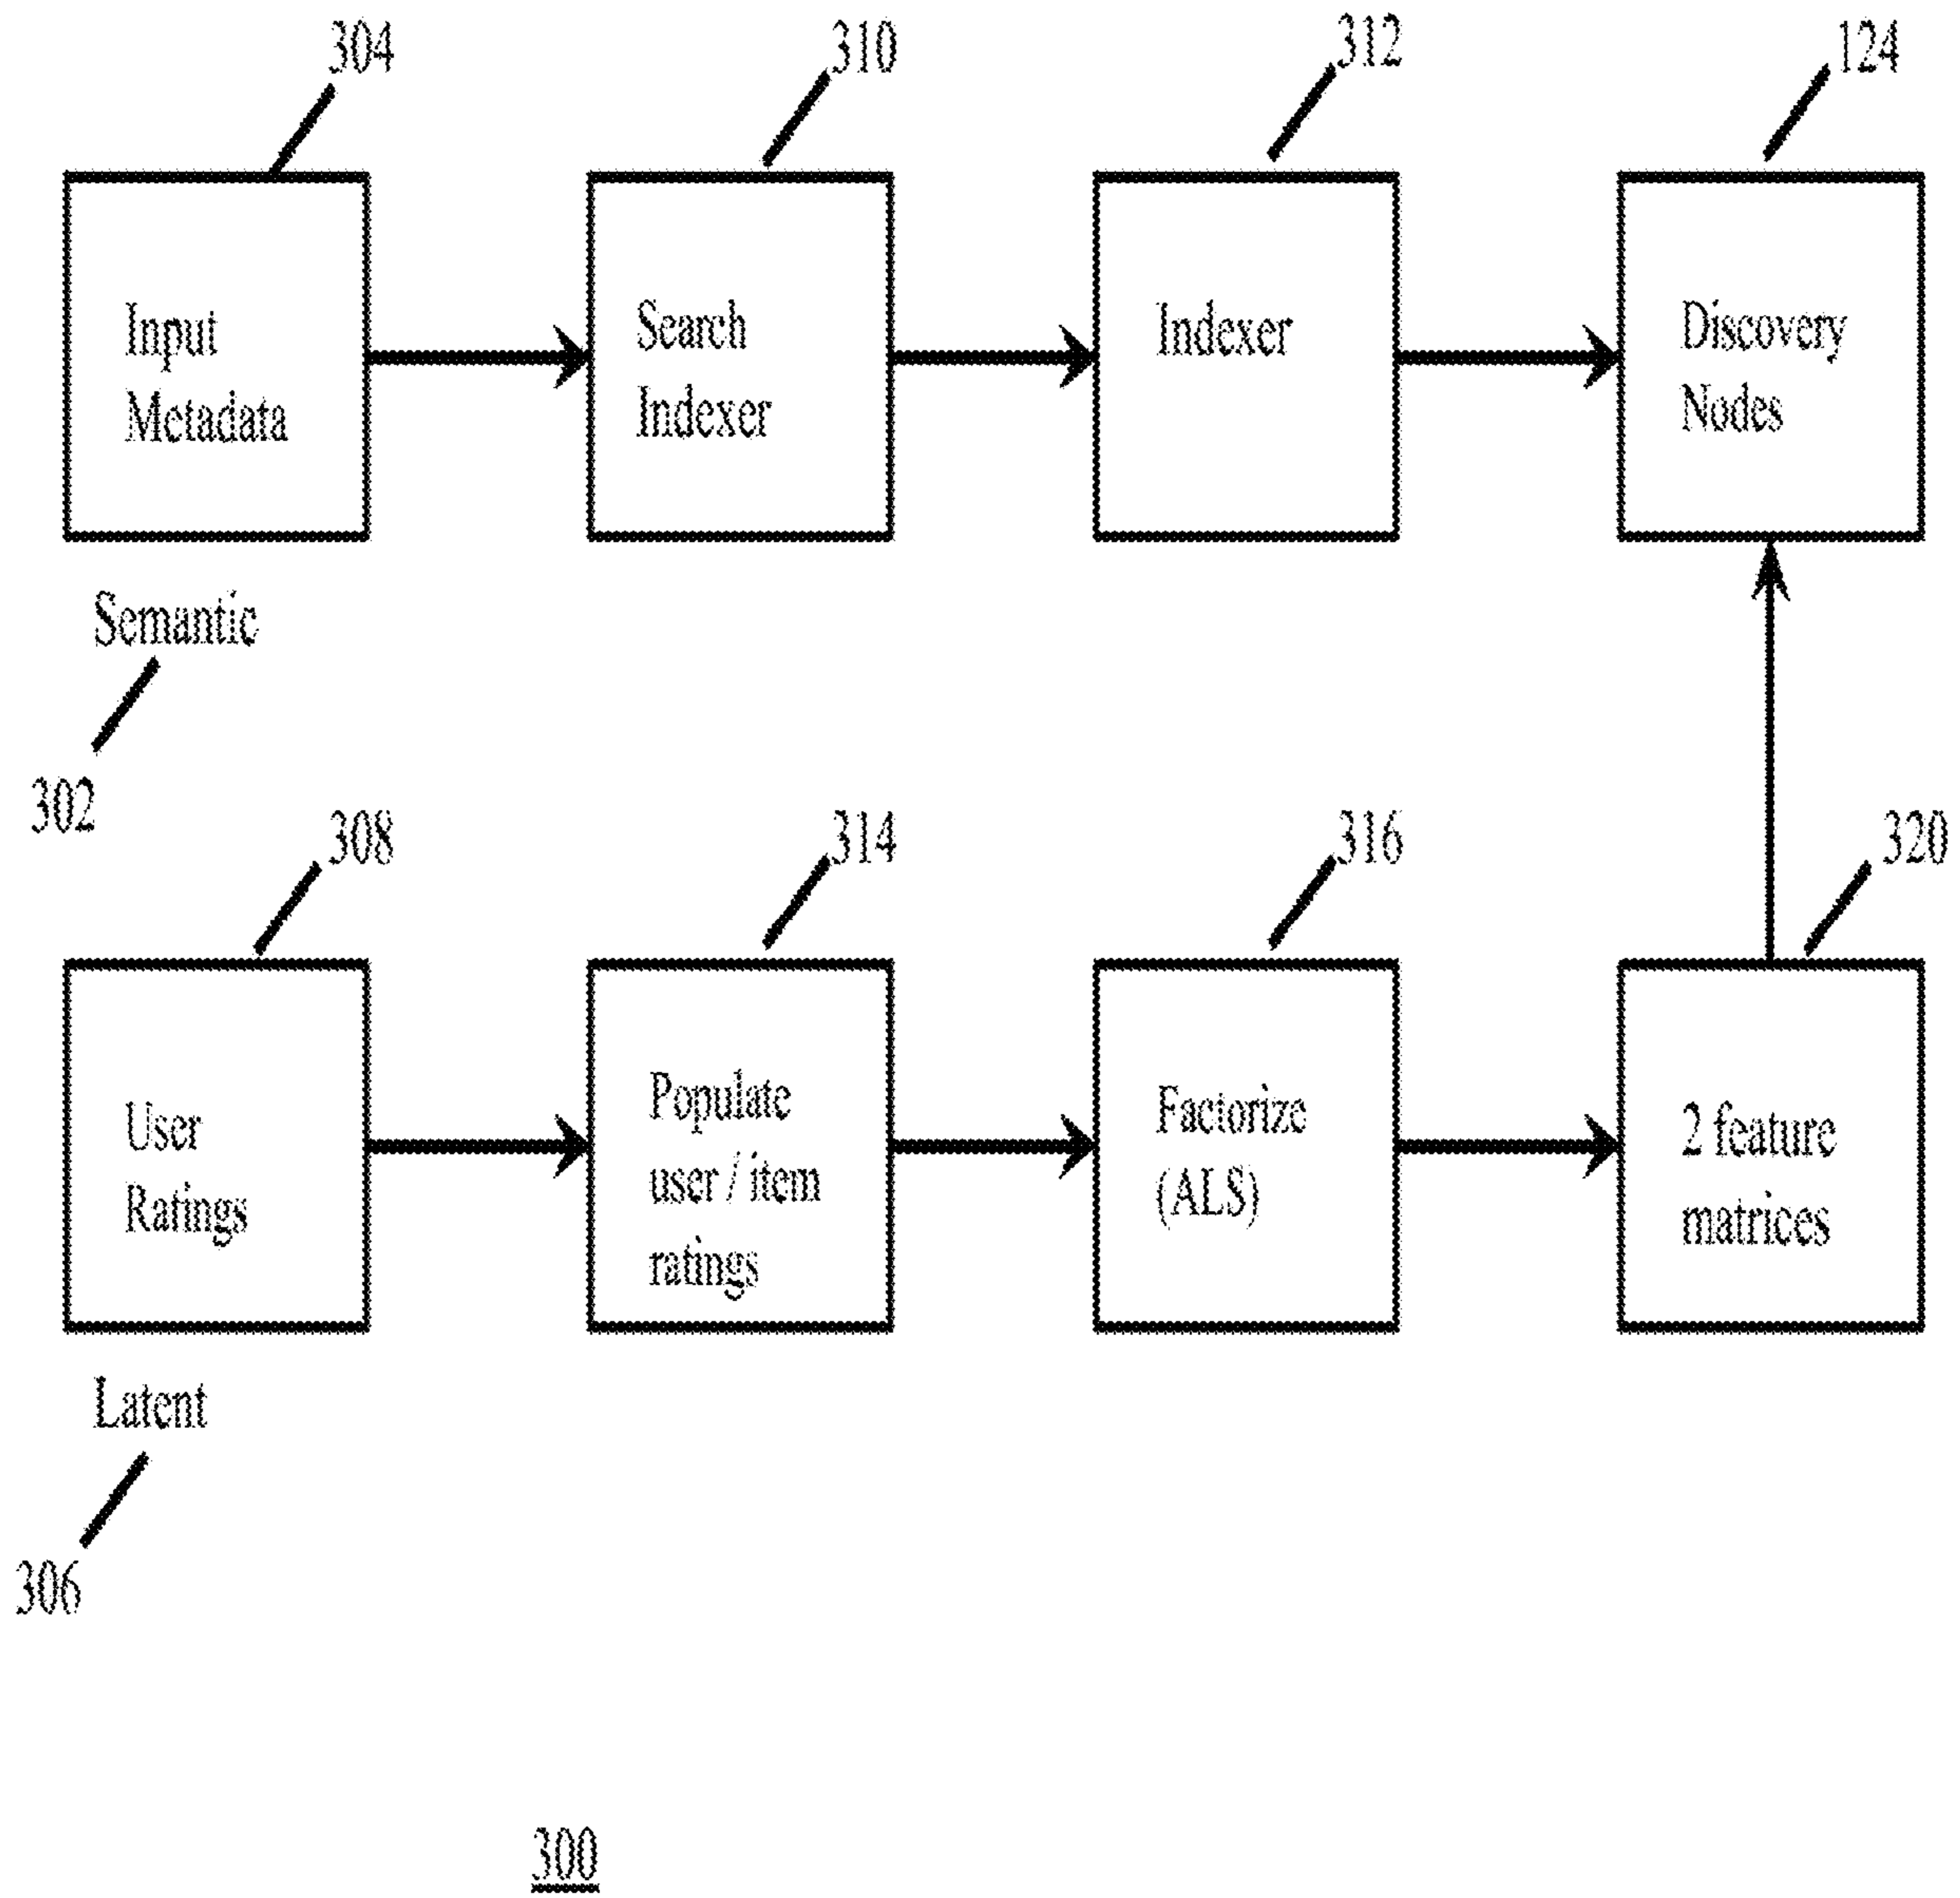 304
310
312
124
Input
Metadata
Search
Indexer
Indexer
Discovery
Nodes
Semantic
302
308
314
316
320
User
Ratings
Populate
user / item
ratings
Factorize
(ALS)
2 feature
matrices
Latent
306
300